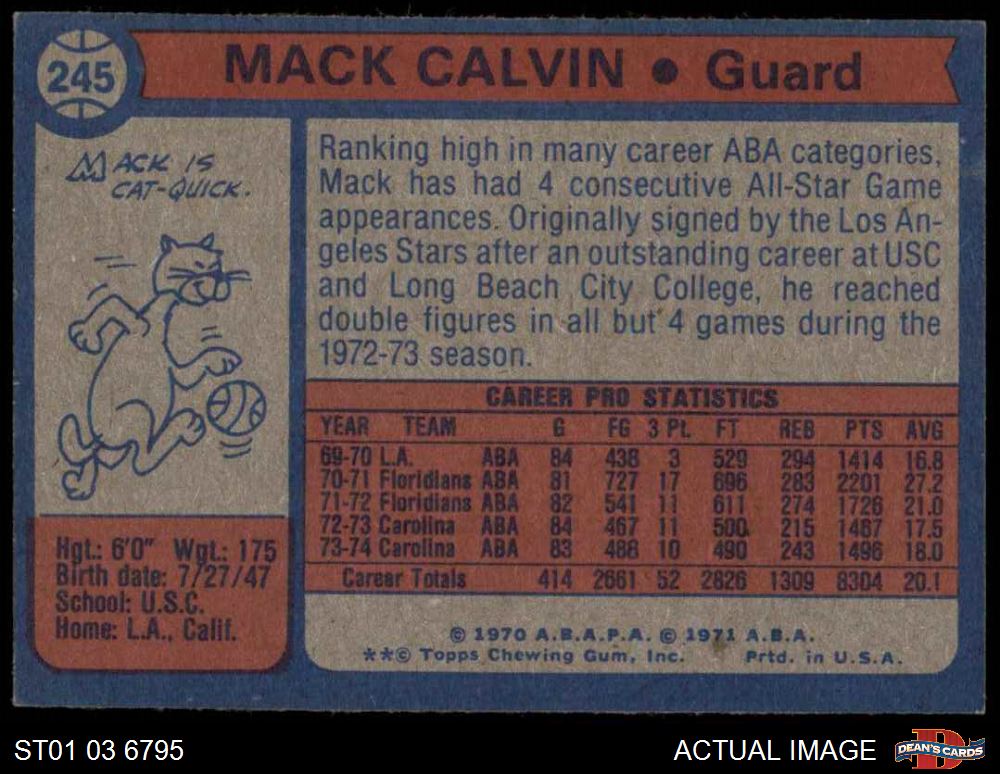 245
MACK CALVIN • Guard
MACK IS
CAT-QUICK.
Ranking high in many career ABA categories,
Mack has had 4 consecutive All-Star Game
appearances. Originally signed by the Los An-
geles Stars after an outstanding career at USC
and Long Beach City College, he reached
double figures in all but 4 games during the
1972-73 season.
CAREER PRO STATISTICS
YEAR TEAM G FG 3 Pt. FT REB PTS AVG
69-70 L.A. ABA 84 438 3 529 294 1414 16.8
70-71 Floridians ABA 81 727 17 696 283 2201 27.2
71-72 Floridians ABA 82 541 11 611 274 1726 21.0
72-73 Carolina ABA 84 467 11 500 215 1467 17.5
73-74 Carolina ABA 83 488 10 490 243 1496 18.0
Career Totals 414 2661 52 2826 1309 8304 20.1
Hgt.: 6'0" Wgt.: 175
Birth date: 7/27/47
School: U.S.C.
Home: L.A., Calif.
© 1970 A.B.A.P.A. © 1971 A.B.A.
**© Topps Chewing Gum, Inc. Prtd. in U.S.A.
ST01 03 6795
ACTUAL IMAGE
D
DEAN'S CARDS